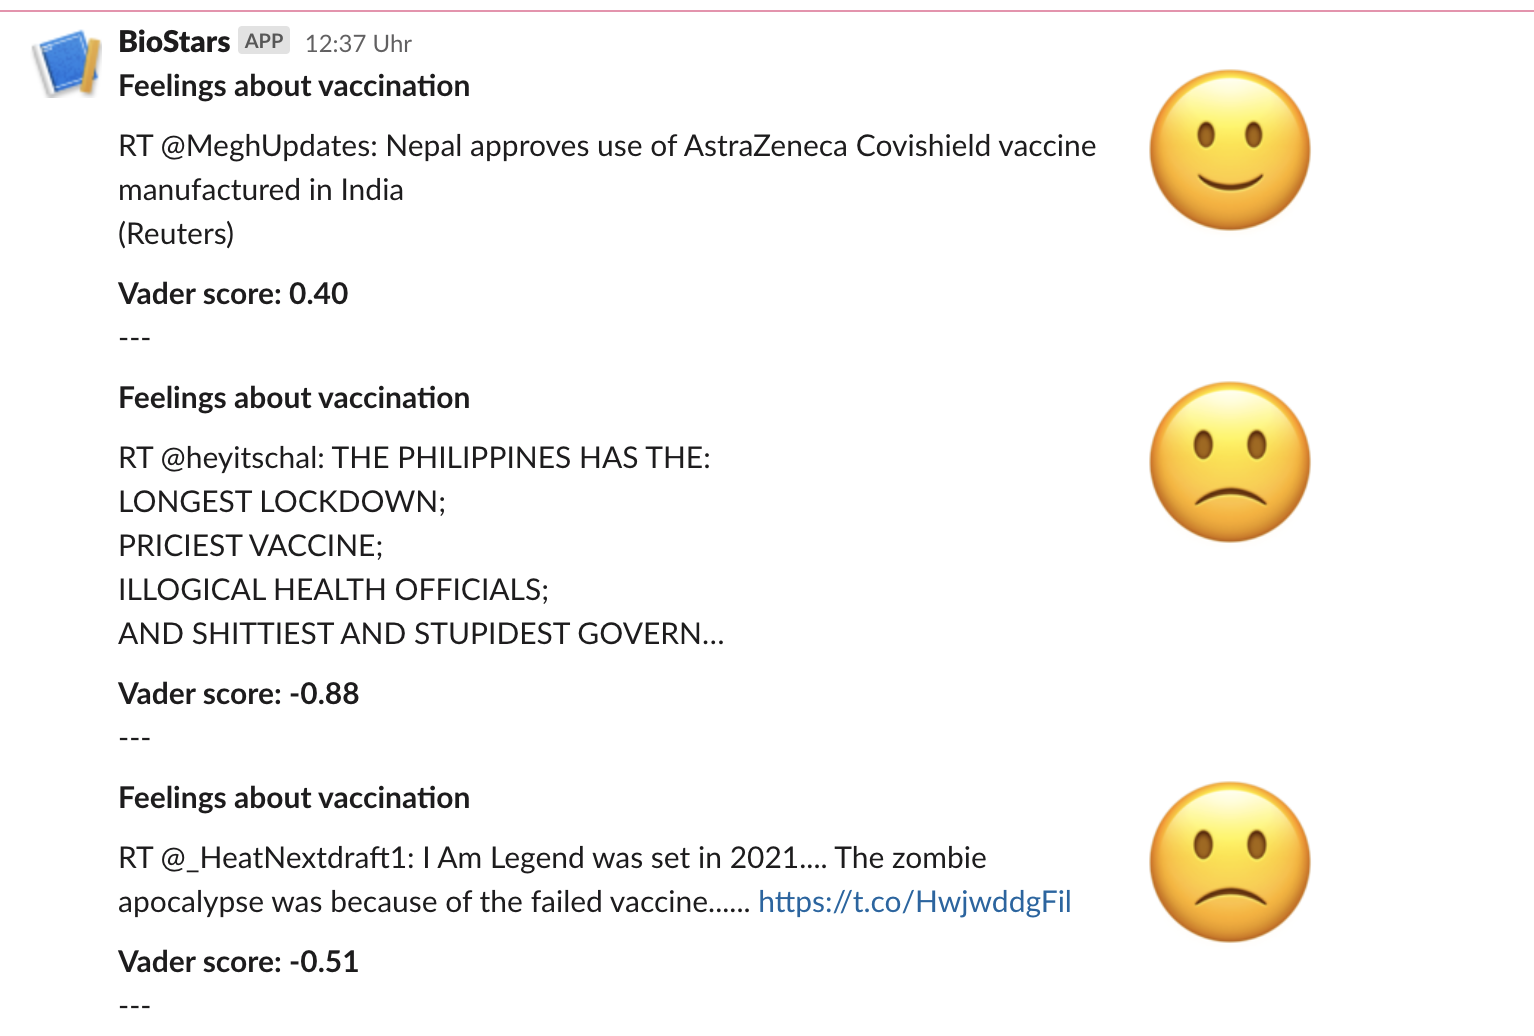 BioStars APP 12:37 Uhr
Feelings about vaccination
RT @MeghUpdates: Nepal approves use of AstraZeneca Covishield vaccine
manufactured in India
(Reuters)
Vader score: 0.40
---
Feelings about vaccination
RT @heyitschal: THE PHILIPPINES HAS THE:
LONGEST LOCKDOWN;
PRICIEST VACCINE;
ILLOGICAL HEALTH OFFICIALS;
AND SHITTIEST AND STUPIDEST GOVERN...
Vader score: -0.88
---
Feelings about vaccination
RT @_HeatNextdraft1: I Am Legend was set in 2021.... The zombie
apocalypse was because of the failed vaccine...... https://t.co/HwjwddgFil
Vader score: -0.51
---